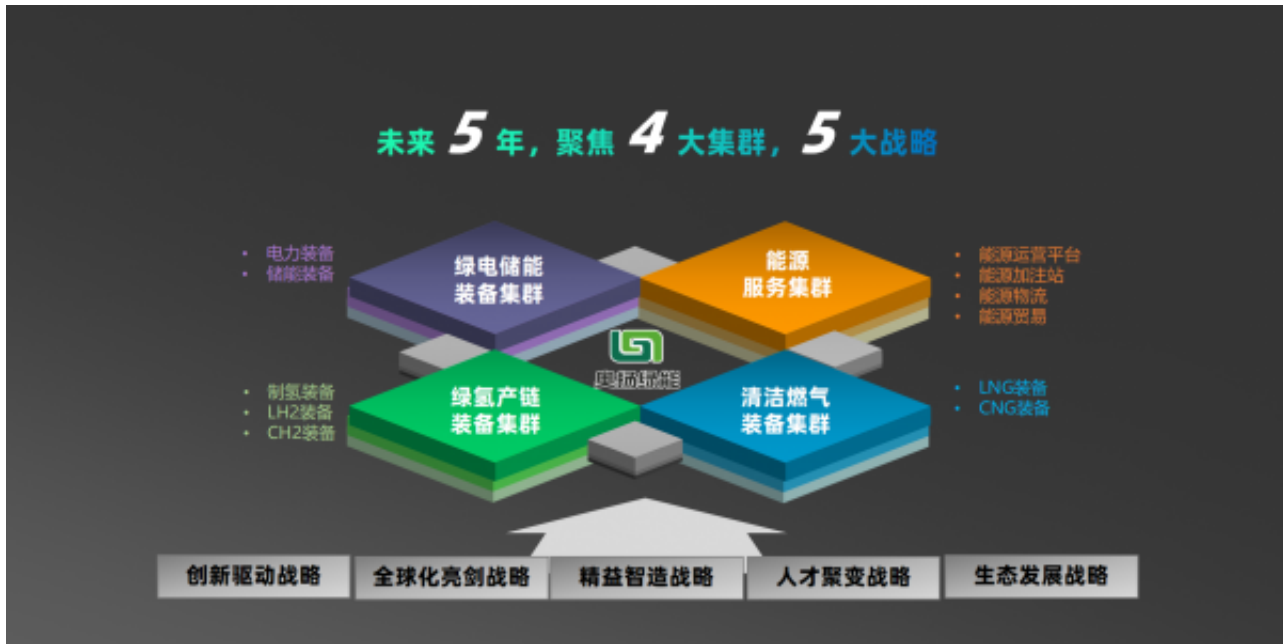 未来5年，聚焦4大集群，5大战略
• 电力装备
• 储能装备
绿电储能
装备集群
能源
服务集群
• 能源运营平台
• 能源加注站
• 能源物流
• 能源贸易
奥扬绿能
• 制氢装备
• LH2装备
• CH2装备
绿氢产链
装备集群
清洁燃气
装备集群
• LNG装备
• CNG装备
创新驱动战略
全球化亮剑战略
精益智造战略
人才聚变战略
生态发展战略